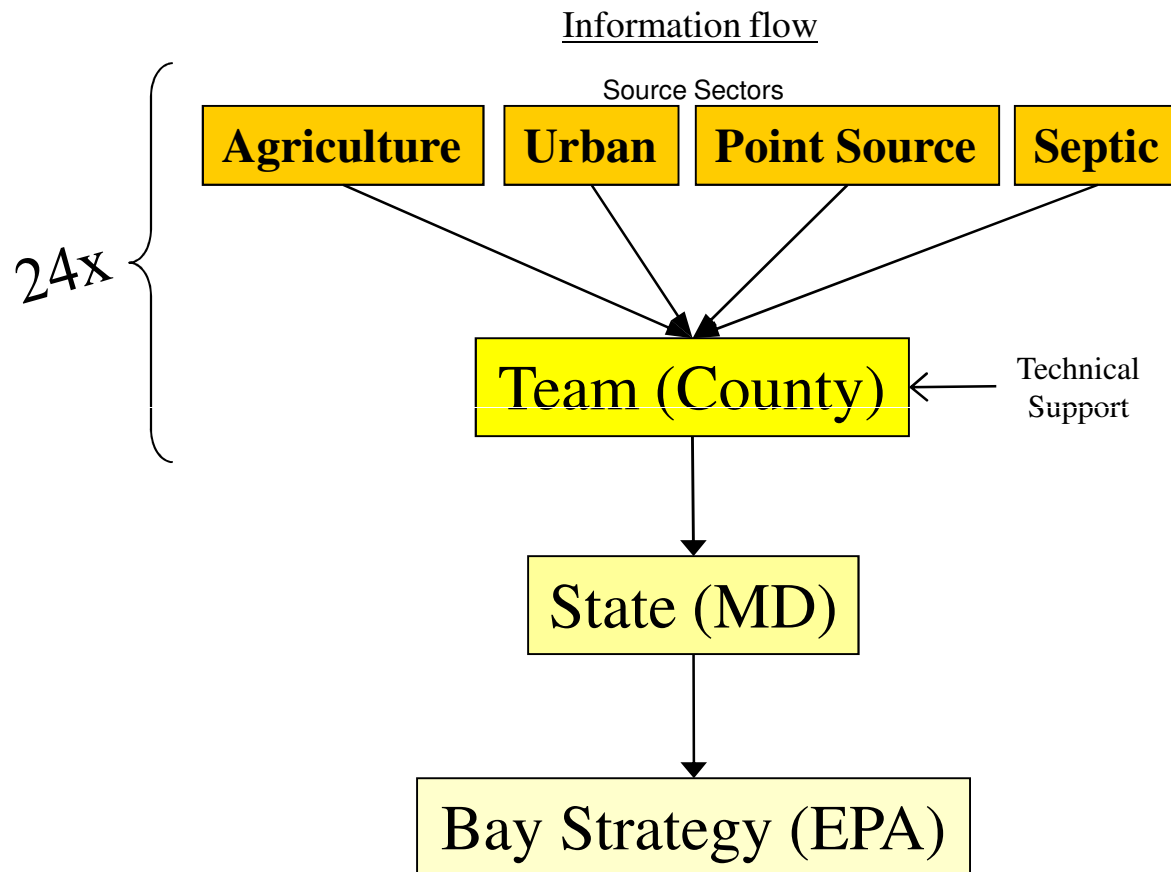 Information flow
Source Sectors
Agriculture
Urban
Point Source
Septic
24x
Team (County)
Technical
Support
State (MD)
Bay Strategy (EPA)